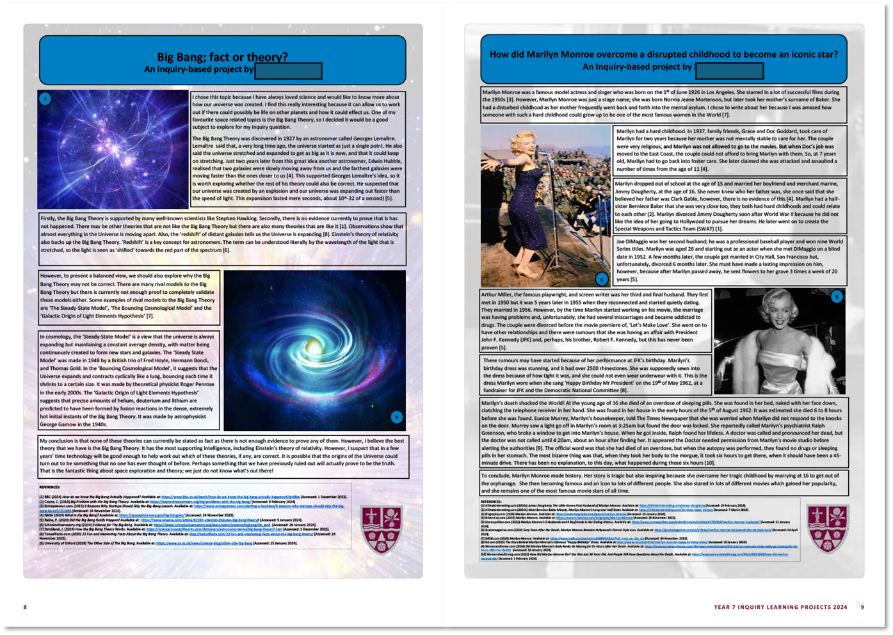 Big Bang; fact or theory?
An Inquiry-based project by
1
I chose this topic because I have always loved science and would like to know more about
how our universe was created. I find this really interesting because it can allow us to work
out if there could possibly be life on other planets and how it could effect us. One of my
favourite space related topics is the Big Bang Theory, so I decided it would be a good
subject to explore for my inquiry question.
The Big Bang Theory was discovered in 1927 by an astronomer called Georges Lemaître.
Lemaître said that, a very long time ago, the universe started as just a single point. He also
said the universe stretched and expanded to get as big as it is now, and that it could keep
on stretching. Just two years later from this great idea another astronomer, Edwin Hubble,
realised that two galaxies were slowly moving away from us and the farthest galaxies were
moving faster than the ones closer to us [4]. This supported Georges Lemaître's idea, so it
is worth exploring whether the rest of his theory could also be correct. He suspected that
our universe was created by an explosion and our universe was expanding out faster than
the speed of light. This expansion lasted mere seconds, about 10^-32 of a second) [5].
Firstly, the Big Bang Theory is supported by many well-known scientists like Stephen Hawking. Secondly, there is no evidence currently to prove that is has
not happened. There may be other theories that are not like the Big Bang Theory but there are also many theories that are like it [1]. Observations show that
almost everything in the Universe is moving apart. Also, the 'redshift' of distant galaxies tells us the Universe is expanding [8]. Einstein's theory of relativity
also backs up the Big Bang Theory. 'Redshift' is a key concept for astronomers. The term can be understood literally by the wavelength of the light that is
stretched, so the light is seen as 'shifted' towards the red part of the spectrum [6].
However, to present a balanced view, we should also explore why the Big
Bang Theory may not be correct. There are many rival models to the Big
Bang Theory but there is currently not enough proof to completely validate
these models either. Some examples of rival models to the Big Bang Theory
are 'The Steady-State Model', 'The Bouncing Cosmological Model' and the
'Galactic Origin of Light Elements Hypothesis' [7].
In cosmology, the 'Steady-State Model' is a view that the universe is always
expanding but maintaining a constant average density, with matter being
continuously created to form new stars and galaxies. The 'Steady State
Model' was made in 1948 by a British trio of Fred Hoyle, Hermann Bondi,
and Thomas Gold. In the 'Bouncing Cosmological Model', it suggests that the
Universe expands and contracts cyclically like a lung, bouncing each time it
shrinks to a certain size. It was made by theoretical physicist Roger Penrose
in the early 2000s. The 'Galactic Origin of Light Elements Hypothesis'
suggests that precise amounts of helium, deuterium and lithium are
predicted to have been formed by fusion reactions in the dense, extremely
hot initial instants of the Big Bang Theory. It was made by astrophysicist
George Gamow in the 1940s.
My conclusion is that none of these theories can currently be stated as fact as there is not enough evidence to prove any of them. However, I believe the best
theory that we have is the Big Bang Theory. It has the most supporting intelligence, including Einstein's theory of relativity. However, I suspect that in a few
years' time technology will be good enough to help work out which of these theories, if any, are correct. It is possible that the origins of the Universe could
turn out to be something that no one has ever thought of before. Perhaps something that we have previously ruled out will actually prove to be the truth.
That is the fantastic thing about space exploration and theory; we just do not know what's out there!
REFERENCES:
8
How did Marilyn Monroe overcome a disrupted childhood to become an iconic star?
An Inquiry-based project by
Marilyn Monroe was a famous model actress and singer who was born on the 1st of June 1926 in Los Angeles. She starred in a lot of successful films during
the 1950s [3]. However, Marilyn Monroe was just a stage name; she was born Norma Jeane Mortenson, but later took her mother's surname of Baker. She
had a disturbed childhood as her mother frequently went back and forth into the mental asylum. I chose to write about her because I was amazed how
someone with such a hard childhood could grow up to be one of the most famous women in the World [7].
Marilyn had a hard childhood. In 1937, family friends, Grace and Doc Goddard, took care of
Marilyn for two years because her mother was not mentally stable to care for her. The couple
were very religious, and Marilyn was not allowed to go to the movies. But when Doc's job was
moved to the East Coast, the couple could not afford to bring Marilyn with them. So, at 7 years
old, Marilyn had to go back into foster care. She later claimed she was attacked and assaulted a
number of times from the age of 11 [4].
Marilyn dropped out of school at the age of 15 and married her boyfriend and merchant marine,
Jimmy Dougherty, at the age of 16. She never knew who her father was, she once said that she
believed her father was Clark Gable, however, there is no evidence of this [4]. Marilyn had a half-
sister Bernice Baker that she was very close too, they both had hard childhoods and could relate
to each other [2]. Marilyn divorced Jimmy Dougherty soon after World War II because he did not
like the idea of her going to Hollywood to pursue her dreams. He later went on to create the
Special Weapons and Tactics Team (SWAT) [1].
Joe DiMaggio was her second husband; he was a professional baseball player and won nine World
Series titles. Marilyn was aged 26 and starting out as an actor when she met DiMaggio on a blind
date in 1952. A few months later, the couple got married in City Hall, San Francisco but,
unfortunately, divorced 6 months later. She must have made a lasting impression on him,
however, because after Marilyn passed away, he sent flowers to her grave 3 times a week of 20
years [5].
Arthur Miller, the famous playwright, and screen writer was her third and final husband. They first
met in 1950 but it was 5 years later in 1955 when they reconnected and started quietly dating.
They married in 1956. However, by the time Marilyn started working on his movie, the marriage
was having problems and, unfortunately, she had several miscarriages and became addicted to
drugs. The couple were divorced before the movie premiere of, 'Let's Make Love'. She went on to
have other relationships and there were rumours that she was having an affair with President
John F. Kennedy (JFK) and, perhaps, his brother, Robert F. Kennedy, but this has never been
proven [5].
These rumours may have started because of her performance at JFK's birthday. Marilyn's
birthday dress was stunning, and it had over 2500 rhinestones. She was supposedly sewn into
the dress because of how tight it was, and she could not even wear underwear with it. This is the
dress Marilyn wore when she sang 'Happy Birthday Mr President' on the 19th of May 1962, at a
fundraiser for JFK and the Democratic National Committee [8].
Marilyn's death shocked the World! At the young age of 36 she died of an overdose of sleeping pills. She was found in her bed, naked with her face down,
clutching the telephone receiver in her hand. She was found in her house in the early hours of the 5th of August 1962. It was estimated she died 6 to 8 hours
before she was found. Eunice Murrey, Marilyn's housekeeper, told The Times Newspaper that she was worried when Marilyn did not respond to the knocks
on the door. Murrey saw a light go off in Marilyn's room at 3:25am but found the door was locked. She reportedly called Marilyn's psychiatrist Ralph
Greenson, who broke a window to get into Marilyn's house. When he got inside, Ralph found her lifeless. A doctor was called and pronounced her dead, but
the doctor was not called until 4:20am, about an hour after finding her. It appeared the Doctor needed permission from Marilyn's movie studio before
alerting the authorities [9]. The official word was that she had died of an overdose, but when the autopsy was performed, they found no drugs or sleeping
pills in her stomach. The most bizarre thing was that, when they took her body to the morgue, it took six hours to get there, when it should have been a 45-
minute drive. There has been no explanation, to this day, what happened during these six hours [10].
To conclude, Marilyn Monroe made history. Her story is tragic but also inspiring because she overcame her tragic childhood by marrying at 16 to get out of
the orphanage. She then becoming famous and an icon to lots of different people. She also starred in lots of different movies which gained her popularity,
and she remains one of the most famous movie stars of all time.
REFERENCES:
YEAR 7 INQUIRY LEARNING PROJECTS 2024 9